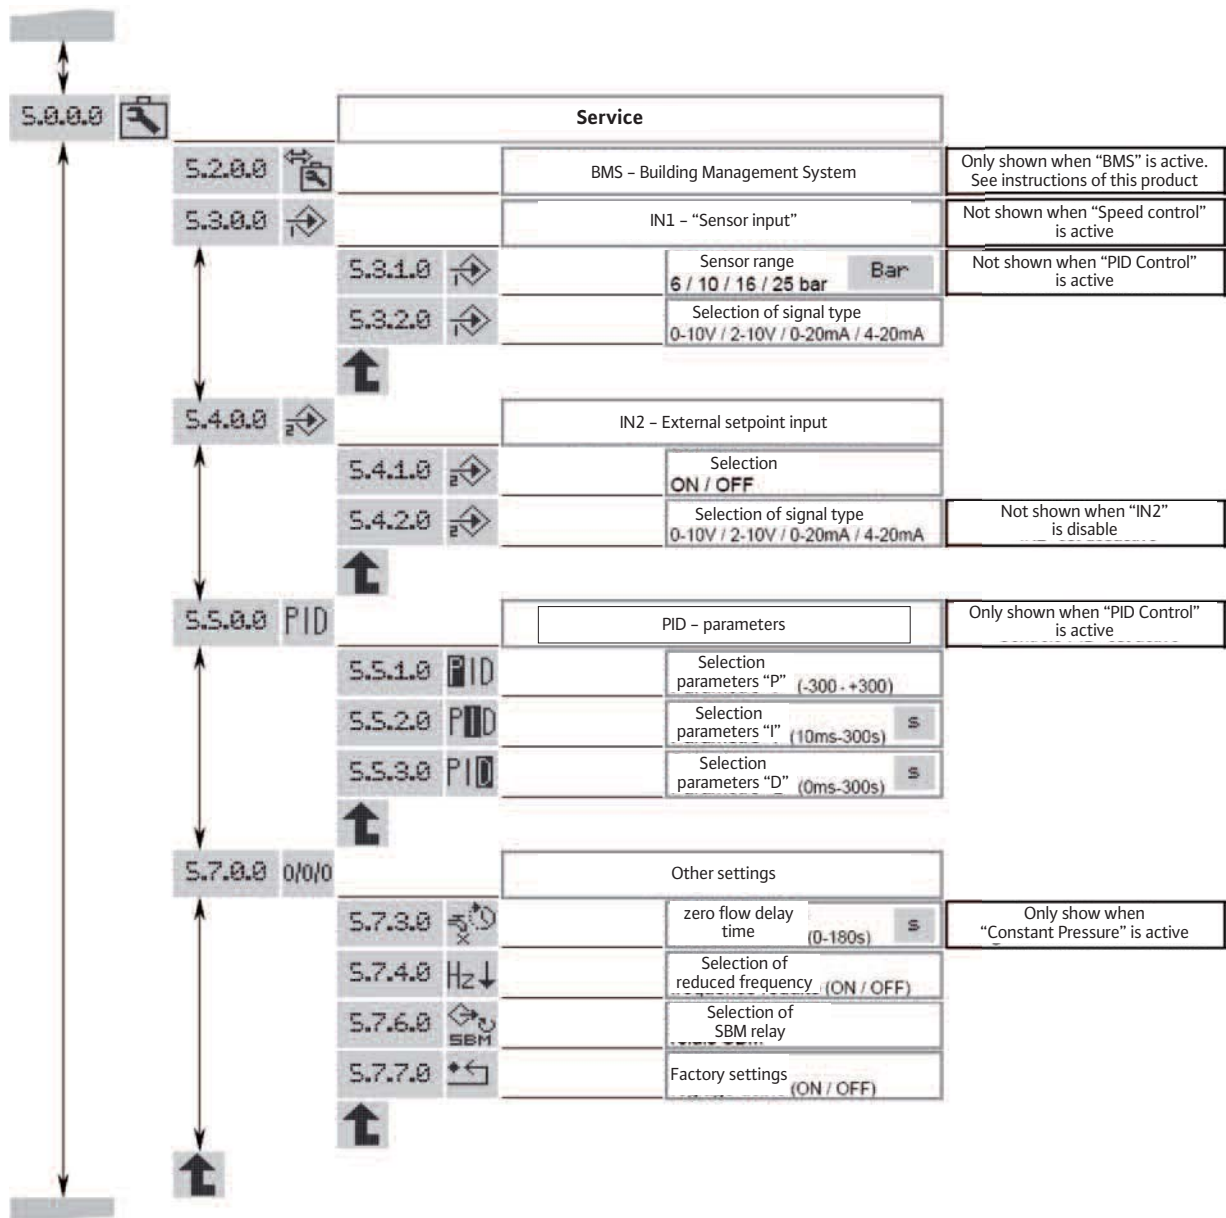 5.0.0.0
Service
5.2.0.0
BMS – Building Management System
Only shown when “BMS” is active.
See instructions of this product
5.3.0.0
1
IN1 – “Sensor input”
Not shown when “Speed control”
is active
5.3.1.0
1
Sensor range
6 / 10 / 16 / 25 bar
Bar
Not shown when “PID Control”
is active
5.3.2.0
1
Selection of signal type
0-10V / 2-10V / 0-20mA / 4-20mA
5.4.0.0
2
IN2 – External setpoint input
5.4.1.0
2
Selection
ON / OFF
5.4.2.0
2
Selection of signal type
0-10V / 2-10V / 0-20mA / 4-20mA
Not shown when “IN2”
is disable
5.5.0.0
PID
PID – parameters
Only shown when “PID Control”
is active
5.5.1.0
PID
Selection
parameters “P” (-300 - +300)
5.5.2.0
PID
Selection
parameters “I” (10ms-300s)
s
5.5.3.0
PID
Selection
parameters “D” (0ms-300s)
s
5.7.0.0
0/0/0
Other settings
5.7.3.0
zero flow delay
time (0-180s)
s
Only show when
“Constant Pressure” is active
5.7.4.0
Hz
Selection of
reduced frequency (ON / OFF)
5.7.6.0
SBM
Selection of
SBM relay
5.7.7.0
Factory settings
(ON / OFF)